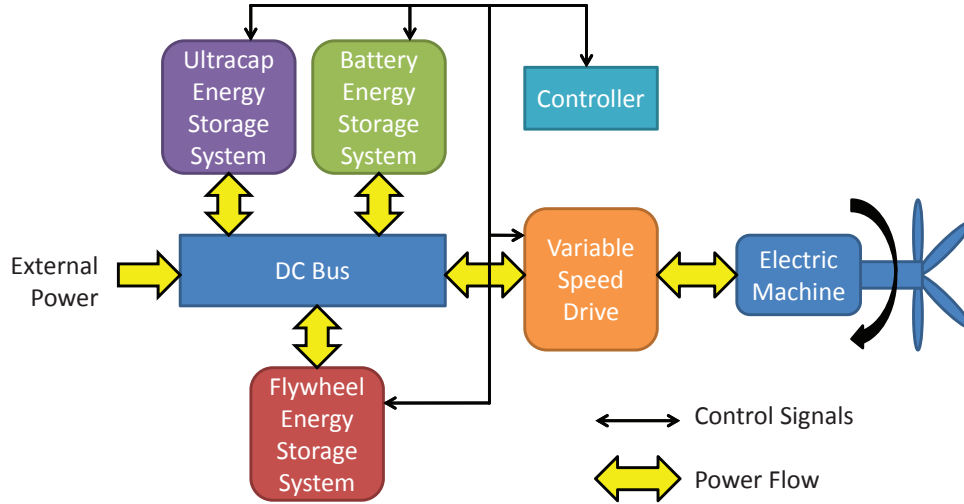 Ultracap
Energy
Storage
System
Battery
Energy
Storage
System
Controller
External
Power
DC Bus
Variable
Speed
Drive
Electric
Machine
Flywheel
Energy
Storage
System
Control Signals
Power Flow